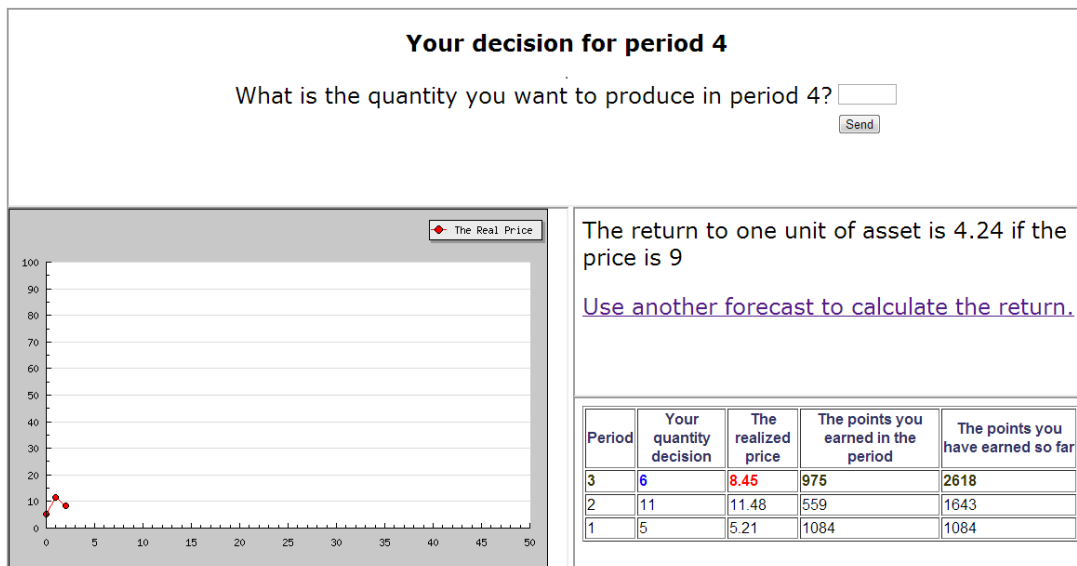 Your decision for period 4
.
What is the quantity you want to produce in period 4?
Send
The Real Price
100
90
80
70
60
50
40
30
20
10
0
0 5 10 15 20 25 30 35 40 45 50
The return to one unit of asset is 4.24 if the
price is 9
Use another forecast to calculate the return.
Period Your quantity decision The realized price The points you earned in the period The points you have earned so far
3 6 8.45 975 2618
2 11 11.48 559 1643
1 5 5.21 1084 1084